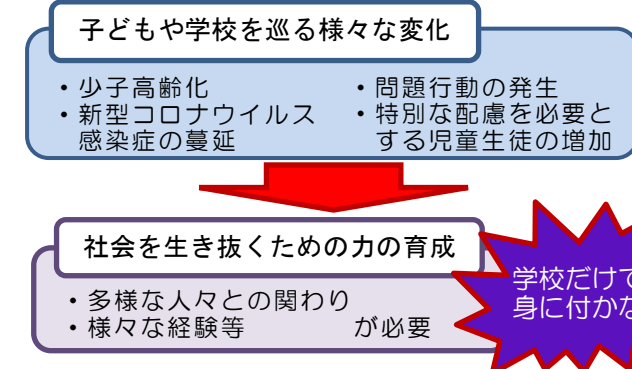 子どもや学校を巡る様々な変化
・少子高齢化
・新型コロナウイルス
感染症の蔓延
・問題行動の発生
・特別な配慮を必要と
する児童生徒の増加
社会を生き抜くための力の育成
・多様な人々との関わり
・様々な経験等 が必要
学校だけで
身に付かな